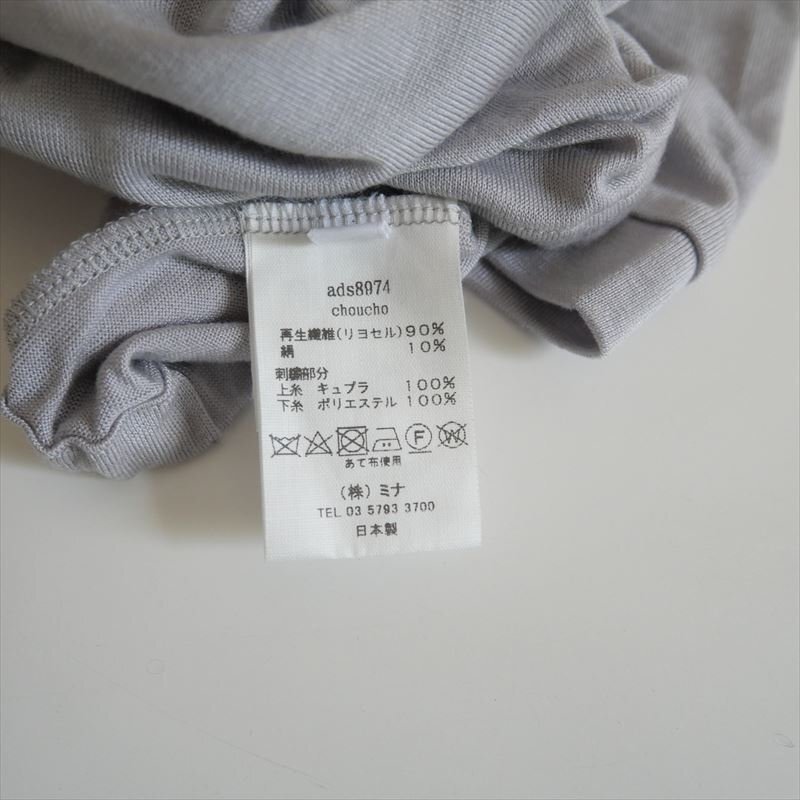 ads8974
choucho
再生繊維(リヨセル) 90%
絹 10%
刺繍部分
上糸 キュプラ 100%
下糸 ポリエステル 100%
F W
あて布使用
(株) ミナ
TEL 03 5793 3700
日本製